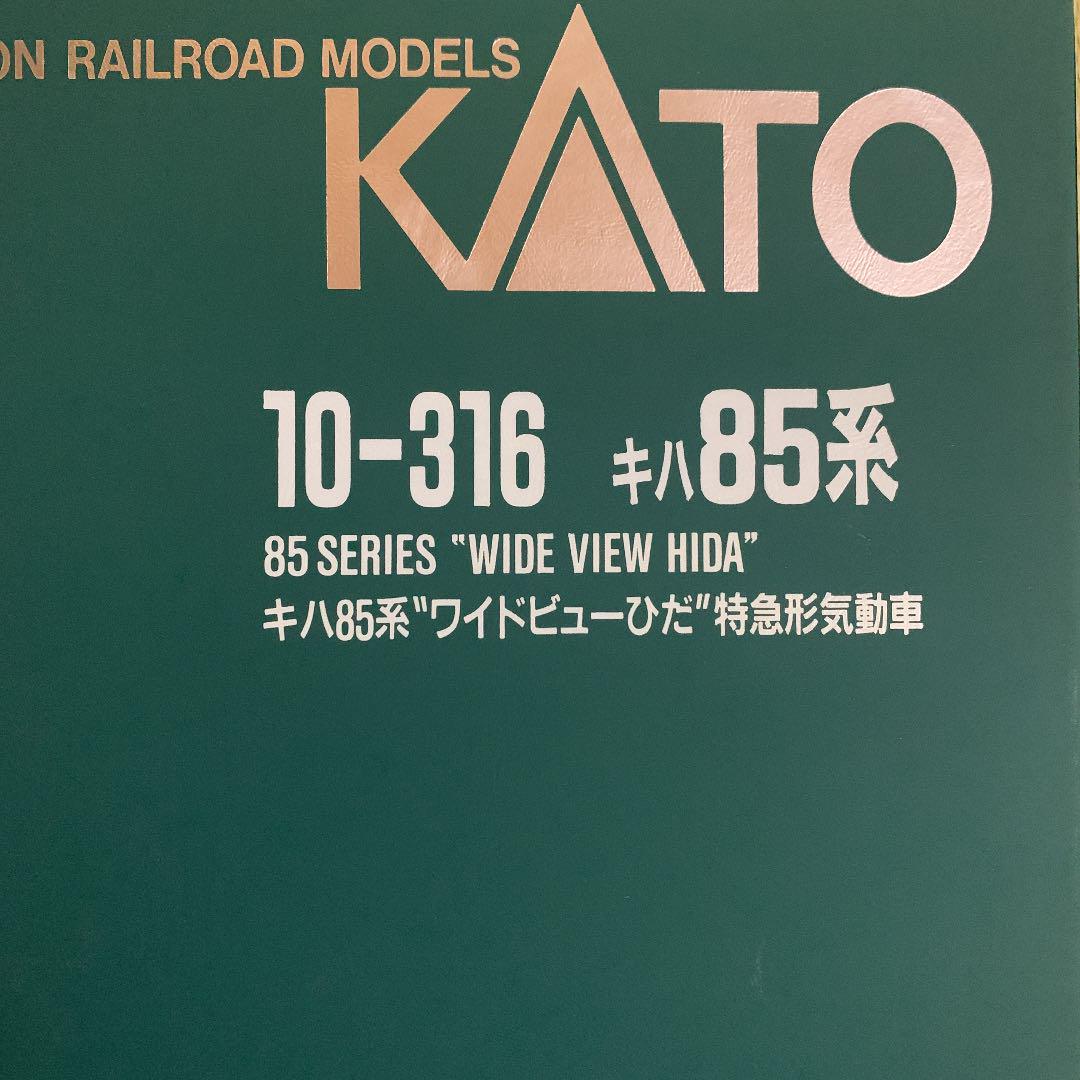 ON RAILROAD MODELS
KATO
10-316 キハ85系
85 SERIES “WIDE VIEW HIDA”
キハ85系“ワイドビューひだ”特急形気動車